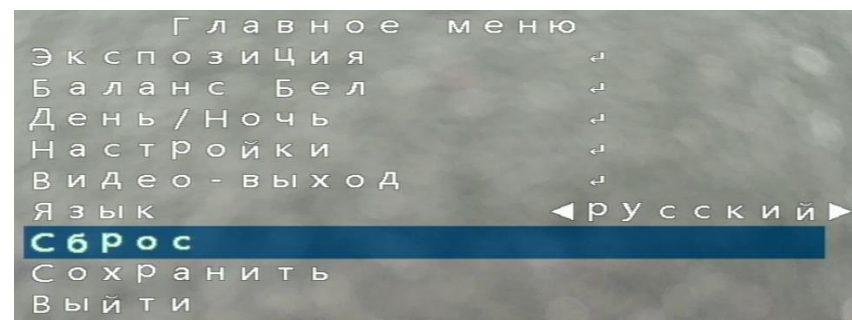 Главное меню
Экспозиция ↵
Баланс Бел ↵
День/Ночь ↵
Настройки ↵
Видео-выход ↵
Язык ◀Русский▶
Сброс
Сохранить
Выйти